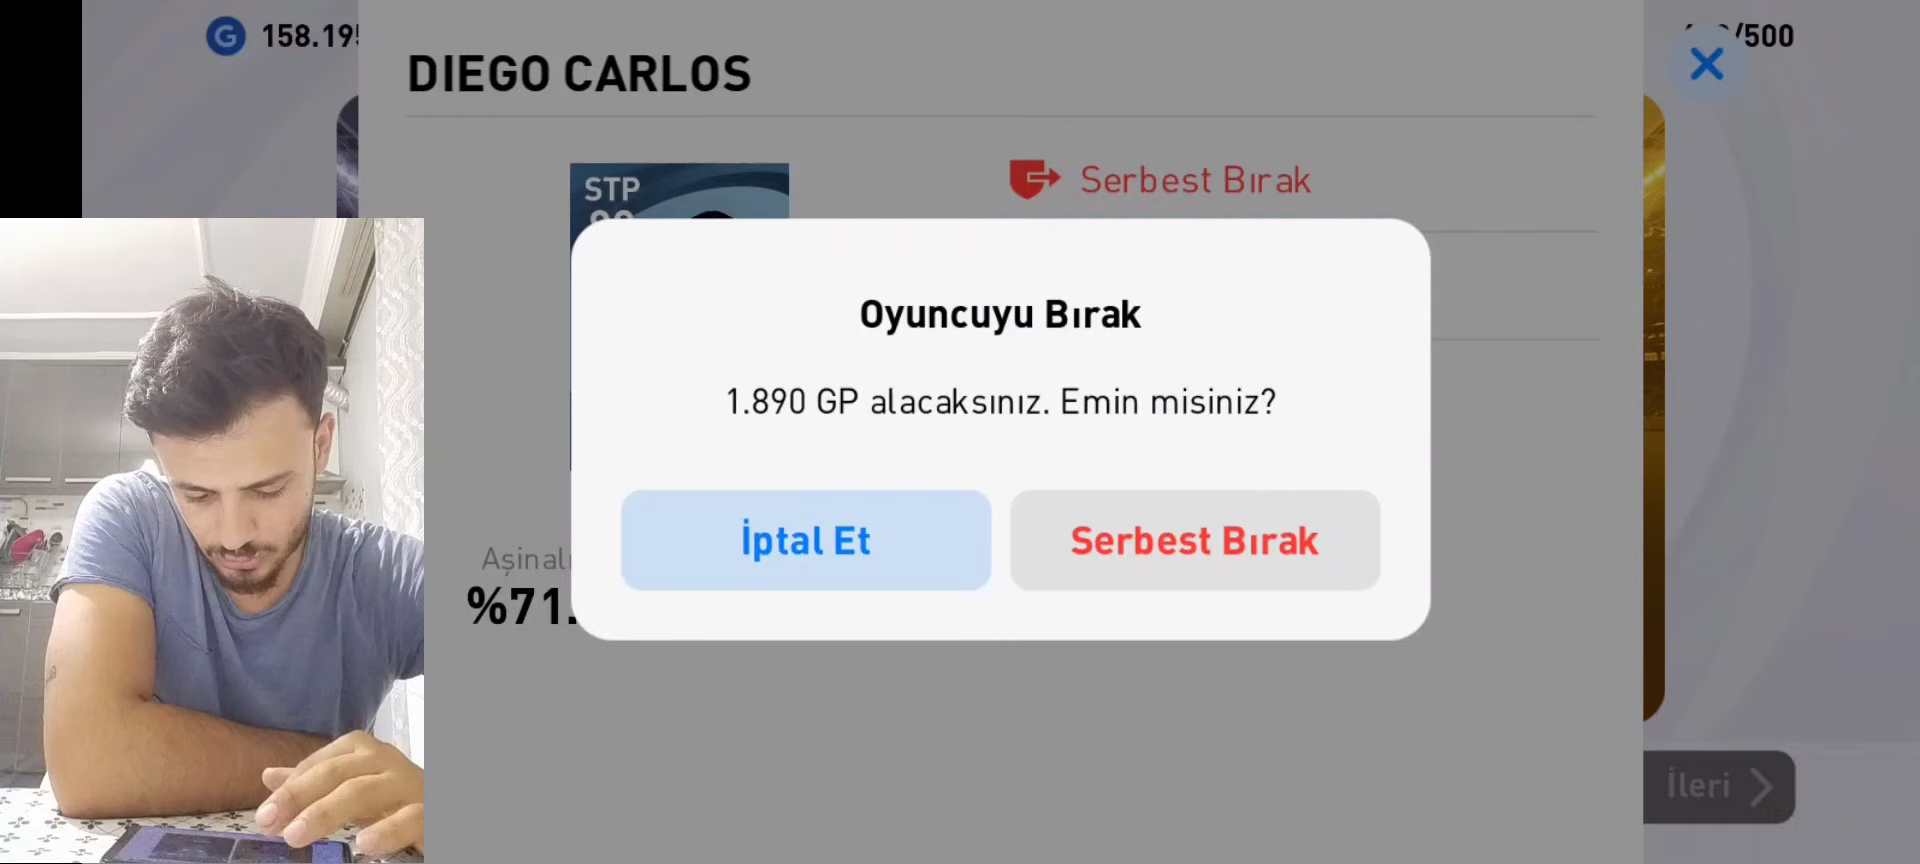 158.195
/500
DIEGO CARLOS
STP
Serbest Bırak
Oyuncuyu Bırak
1.890 GP alacaksınız. Emin misiniz?
İptal Et
Serbest Bırak
%71.
İleri